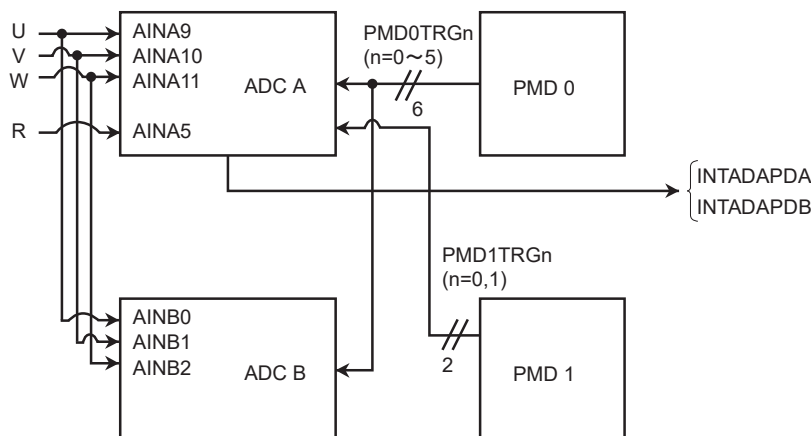 U
V
W
R
AINA9
AINA10
AINA11
AINA5
ADC A
PMD0TRGn
(n=0～5)
6
PMD 0
INTADAPDA
INTADAPDB
PMD1TRGn
(n=0,1)
2
AINB0
AINB1
AINB2
ADC B
PMD 1